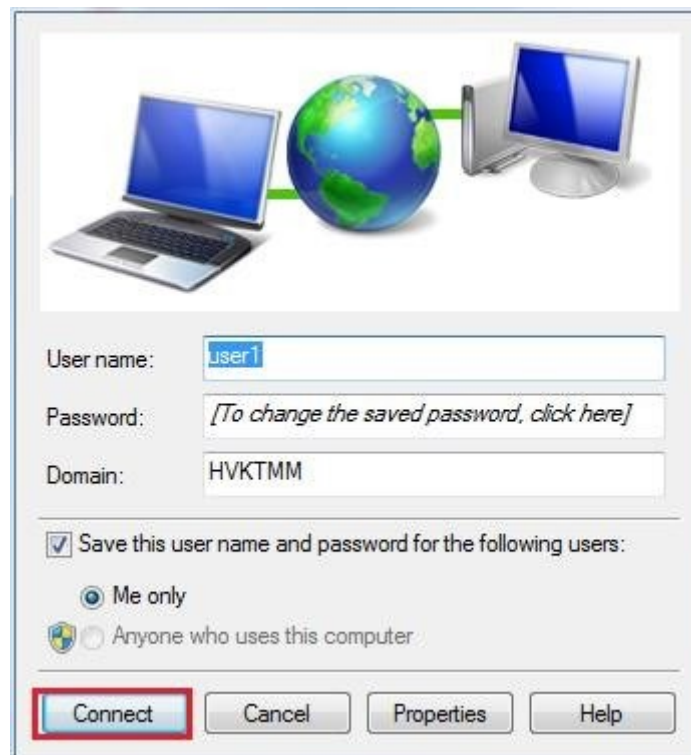 User name: user1
Password: [To change the saved password, click here]
Domain: HVKTMM
Save this user name and password for the following users:
Me only
Anyone who uses this computer
Connect Cancel Properties Help